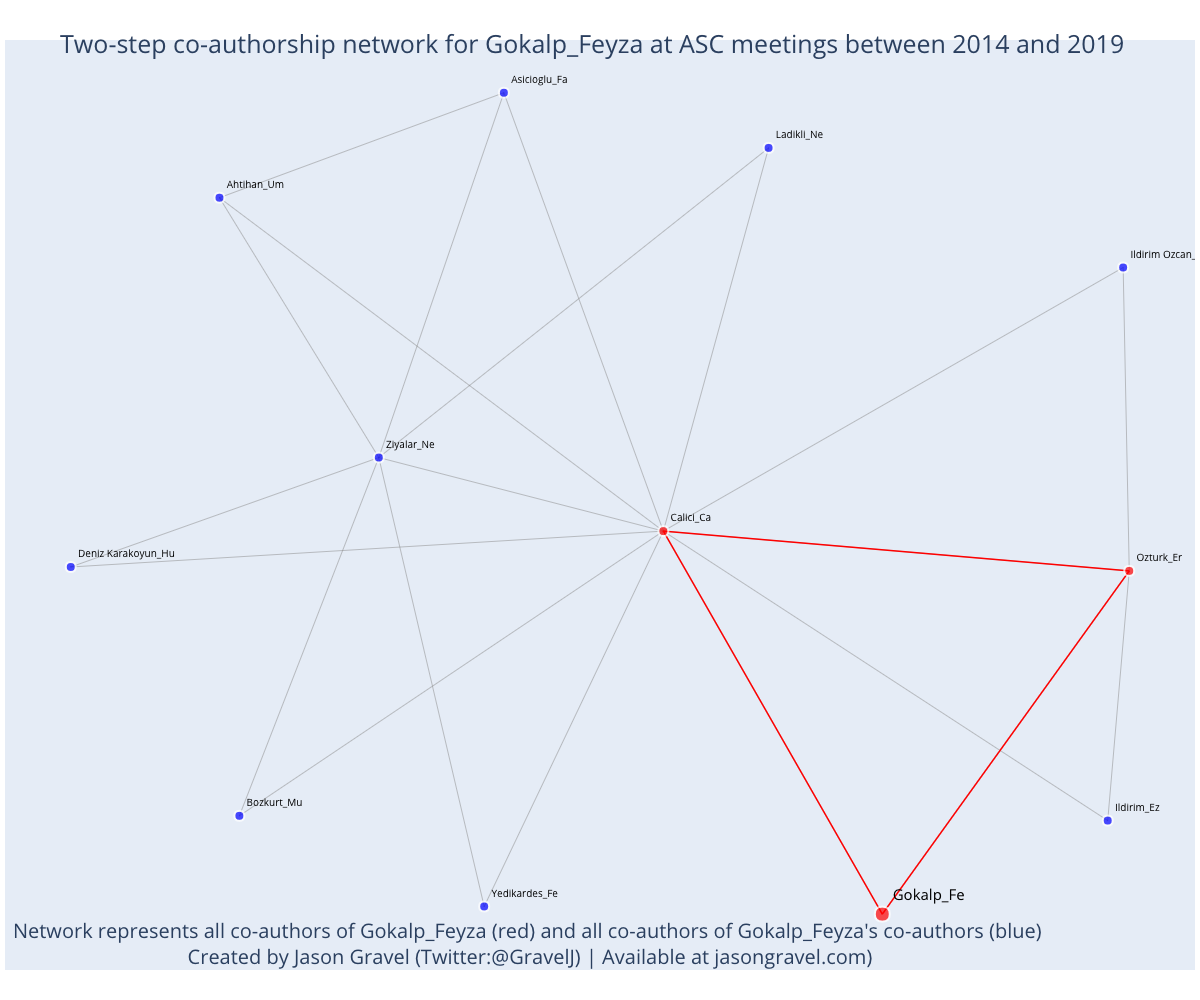 Two-step co-authorship network for Gokalp_Feyza at ASC meetings between 2014 and 2019
Asicioglu_Fa
Ladikli_Ne
Ahtihan_Um
Ildirim Ozcan_
Ziyalar_Ne
Calici_Ca
Deniz Karakoyun_Hu
Ozturk_Er
Bozkurt_Mu
Ildirim_Ez
Yedikardes_Fe
Gokalp_Fe
Network represents all co-authors of Gokalp_Feyza (red) and all co-authors of Gokalp_Feyza's co-authors (blue)
Created by Jason Gravel (Twitter:@GravelJ) | Available at jasongravel.com)